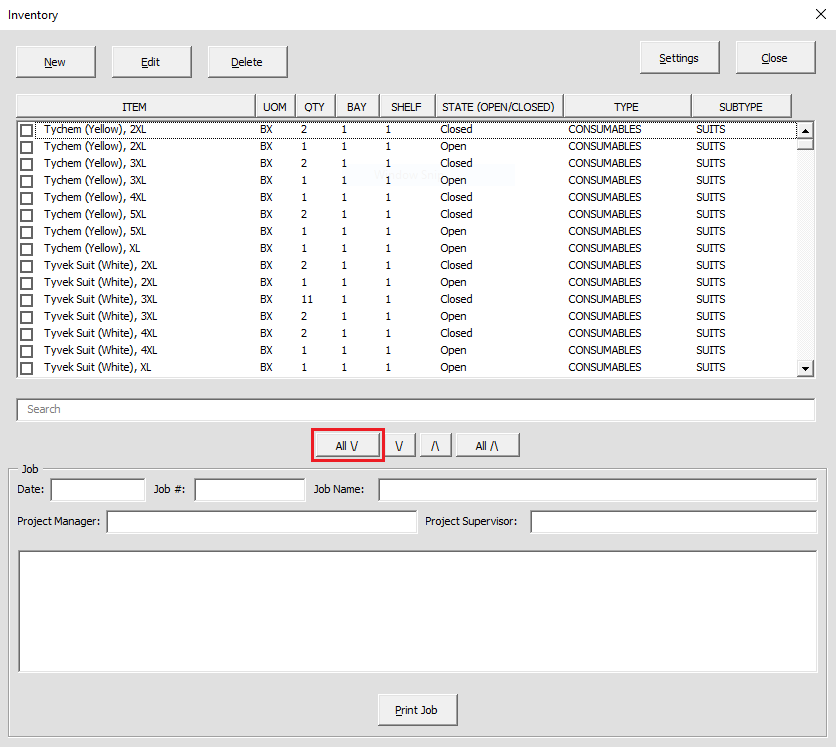 Inventory
New Edit Delete Settings Close
ITEM UOM QTY BAY SHELF STATE (OPEN/CLOSED) TYPE SUBTYPE
Tychem (Yellow), 2XL BX 2 1 1 Closed CONSUMABLES SUITS
Tychem (Yellow), 2XL BX 1 1 1 Open CONSUMABLES SUITS
Tychem (Yellow), 3XL BX 2 1 1 Closed CONSUMABLES SUITS
Tychem (Yellow), 3XL BX 1 1 1 Open CONSUMABLES SUITS
Tychem (Yellow), 4XL BX 1 1 1 Closed CONSUMABLES SUITS
Tychem (Yellow), 5XL BX 2 1 1 Closed CONSUMABLES SUITS
Tychem (Yellow), 5XL BX 1 1 1 Open CONSUMABLES SUITS
Tychem (Yellow), XL BX 1 1 1 Open CONSUMABLES SUITS
Tyvek Suit (White), 2XL BX 2 1 1 Closed CONSUMABLES SUITS
Tyvek Suit (White), 2XL BX 1 1 1 Open CONSUMABLES SUITS
Tyvek Suit (White), 3XL BX 11 1 1 Closed CONSUMABLES SUITS
Tyvek Suit (White), 3XL BX 2 1 1 Open CONSUMABLES SUITS
Tyvek Suit (White), 4XL BX 2 1 1 Closed CONSUMABLES SUITS
Tyvek Suit (White), 4XL BX 1 1 1 Open CONSUMABLES SUITS
Tyvek Suit (White), XL BX 1 1 1 Open CONSUMABLES SUITS
Search
All \/ \/ /\ All /\
Job
Date: Job #: Job Name:
Project Manager: Project Supervisor:
Print Job